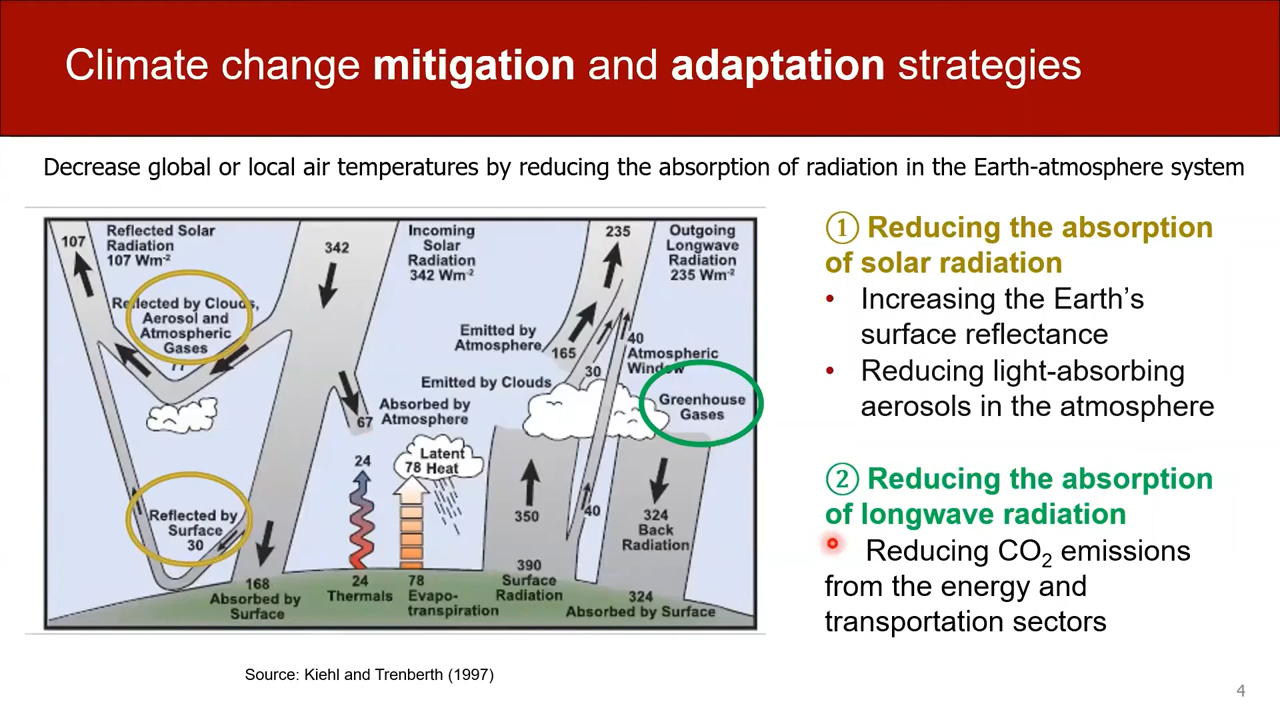 Climate change mitigation and adaptation strategies
Decrease global or local air temperatures by reducing the absorption of radiation in the Earth-atmosphere system
107
Reflected Solar
Radiation
107 Wm-2
342
Incoming
Solar
Radiation
342 Wm-2
235
Outgoing
Longwave
Radiation
235 Wm-2
Reflected by Clouds,
Aerosol and
Atmospheric
Gases
77
Emitted by
Atmosphere
165
40
Atmospheric
Window
30
Emitted by Clouds
Greenhouse
Gases
Absorbed by
67 Atmosphere
24
Latent
78 Heat
Reflected by
Surface
30
350
40
324
Back
Radiation
168
Absorbed by
Surface
24
Thermals
78
Evapo-
transpiration
390
Surface
Radiation
324
Absorbed by Surface
Source: Kiehl and Trenberth (1997)
① Reducing the absorption
of solar radiation
• Increasing the Earth’s
surface reflectance
• Reducing light-absorbing
aerosols in the atmosphere
② Reducing the absorption
of longwave radiation
Reducing CO₂ emissions
from the energy and
transportation sectors
4